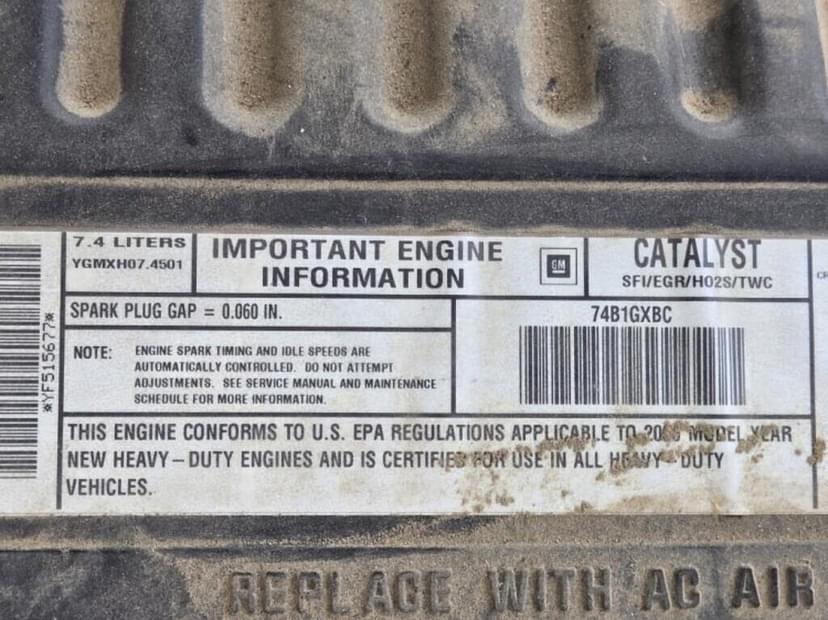 7.4 LITERS
YGMXH07.4501
IMPORTANT ENGINE
INFORMATION
GM
CATALYST
SFI/EGR/HO2S/TWC
SPARK PLUG GAP = 0.060 IN.
74B1GXBC
NOTE: ENGINE SPARK TIMING AND IDLE SPEEDS ARE
AUTOMATICALLY CONTROLLED. DO NOT ATTEMPT
ADJUSTMENTS. SEE SERVICE MANUAL AND MAINTENANCE
SCHEDULE FOR MORE INFORMATION.
*YF515677*
THIS ENGINE CONFORMS TO U.S. EPA REGULATIONS APPLICABLE TO MODEL YEAR
NEW HEAVY–DUTY ENGINES AND IS CERTIFIED FOR USE IN ALL HEAVY–DUTY
VEHICLES.
REPLACE WITH AC AIR